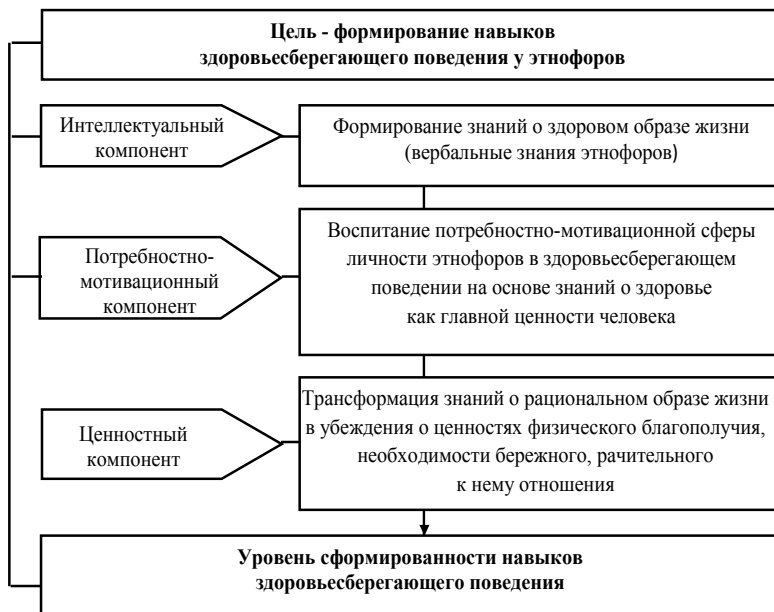 Цель - формирование навыков
здоровьесберегающего поведения у этнофоров
Интеллектуальный
компонент
Формирование знаний о здоровом образе жизни
(вербальные знания этнофоров)
Потребностно-
мотивационный
компонент
Воспитание потребностно-мотивационной сферы
личности этнофоров в здоровьесберегающем
поведении на основе знаний о здоровье
как главной ценности человека
Ценностный
компонент
Трансформация знаний о рациональном образе жизни
в убеждения о ценностях физического благополучия,
необходимости бережного, рачительного
к нему отношения
Уровень сформированности навыков
здоровьесберегающего поведения